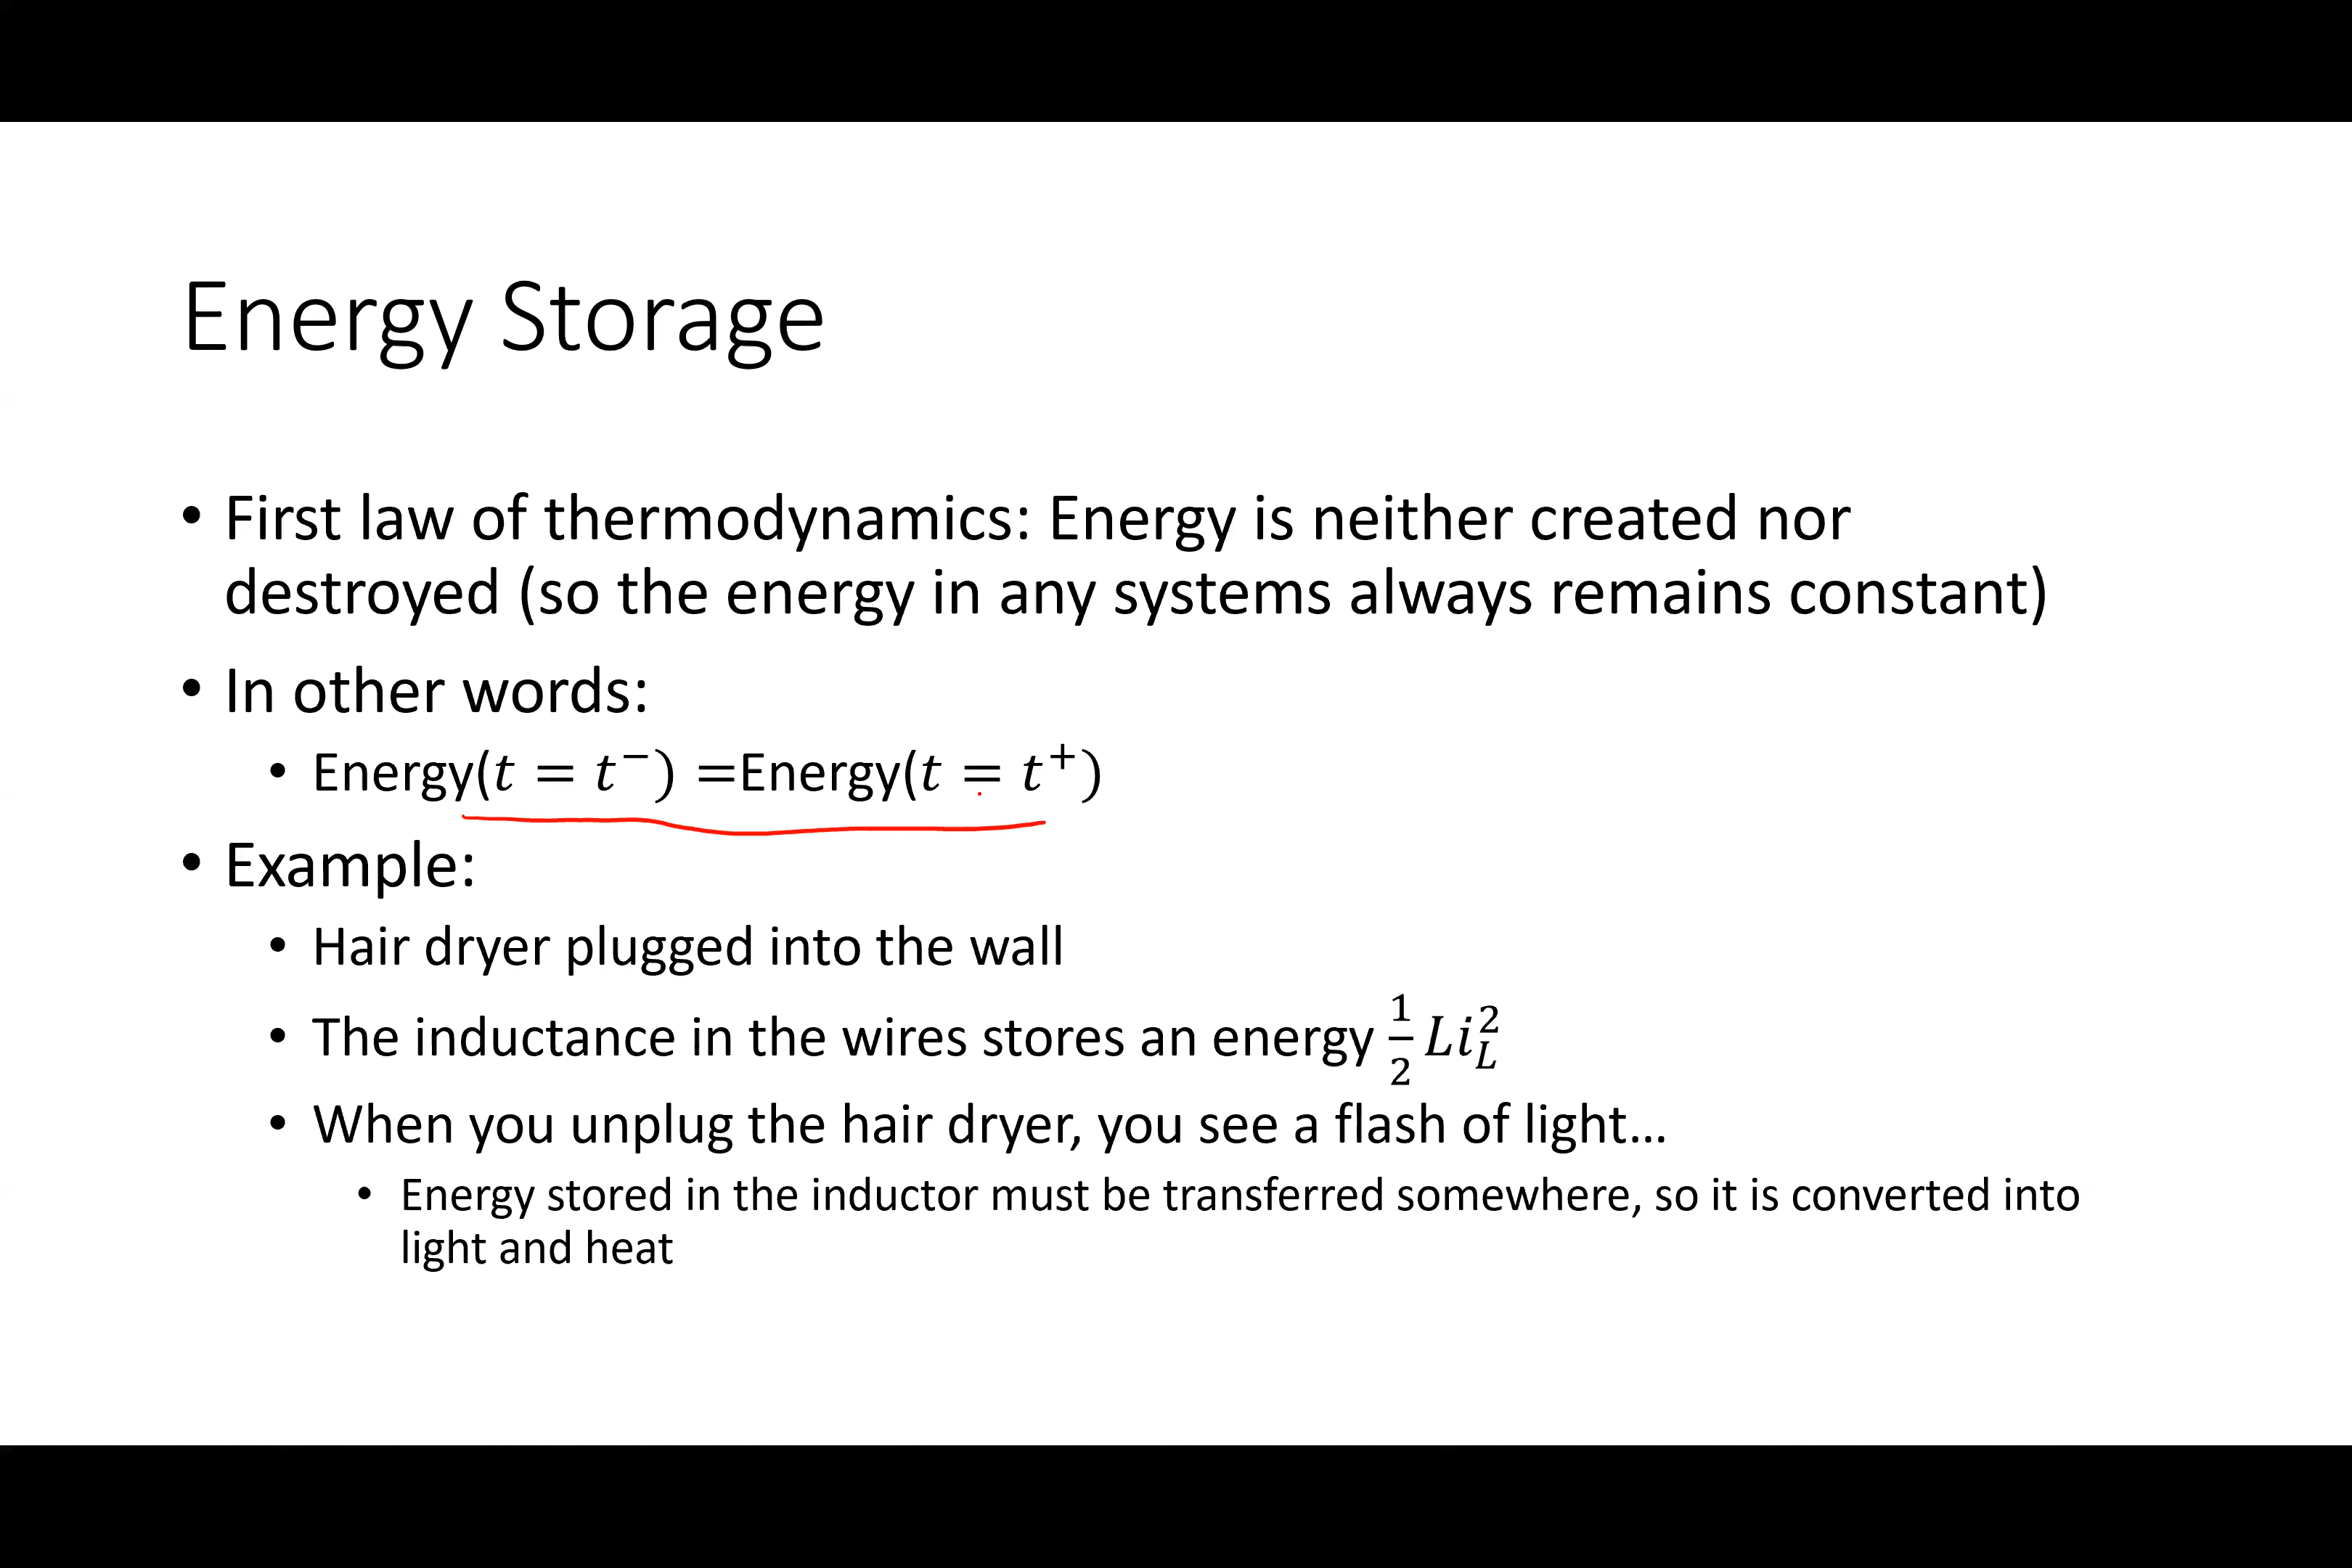 Energy Storage
• First law of thermodynamics: Energy is neither created nor
destroyed (so the energy in any systems always remains constant)
• In other words:
• Energy(t = t⁻) =Energy(t = t⁺)
• Example:
• Hair dryer plugged into the wall
• The inductance in the wires stores an energy ½ Li_L²
• When you unplug the hair dryer, you see a flash of light...
• Energy stored in the inductor must be transferred somewhere, so it is converted into
light and heat